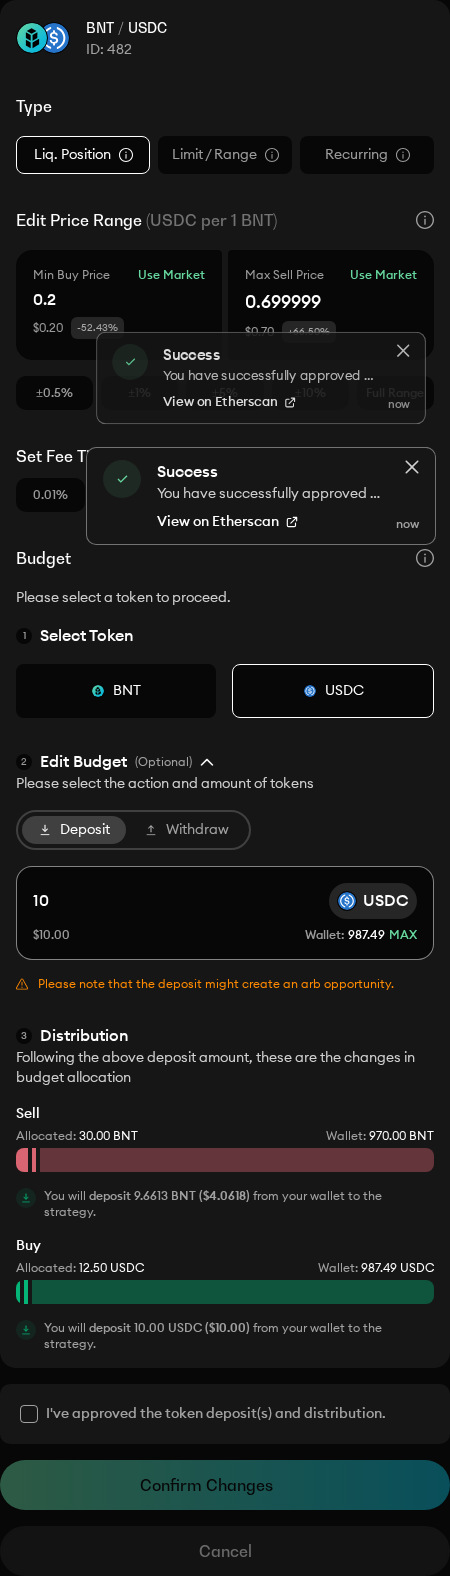 BNT / USDC
ID: 482
Type
Liq. Position
Limit / Range
Recurring
Edit Price Range (USDC per 1 BNT)
Min Buy Price
Use Market
Max Sell Price
Use Market
0.2
0.699999
$0.20
-52.43%
$0.70
+66.50%
Success
You have successfully approved ...
View on Etherscan
now
±0.5%
±1%
±5%
±10%
Full Range
Set Fee T
0.01%
Success
You have successfully approved ...
View on Etherscan
now
Budget
Please select a token to proceed.
1 Select Token
BNT
USDC
2 Edit Budget (Optional)
Please select the action and amount of tokens
Deposit
Withdraw
10
USDC
$10.00
Wallet: 987.49 MAX
Please note that the deposit might create an arb opportunity.
3 Distribution
Following the above deposit amount, these are the changes in
budget allocation
Sell
Allocated: 30.00 BNT
Wallet: 970.00 BNT
You will deposit 9.6613 BNT ($4.0618) from your wallet to the
strategy.
Buy
Allocated: 12.50 USDC
Wallet: 987.49 USDC
You will deposit 10.00 USDC ($10.00) from your wallet to the
strategy.
I've approved the token deposit(s) and distribution.
Confirm Changes
Cancel